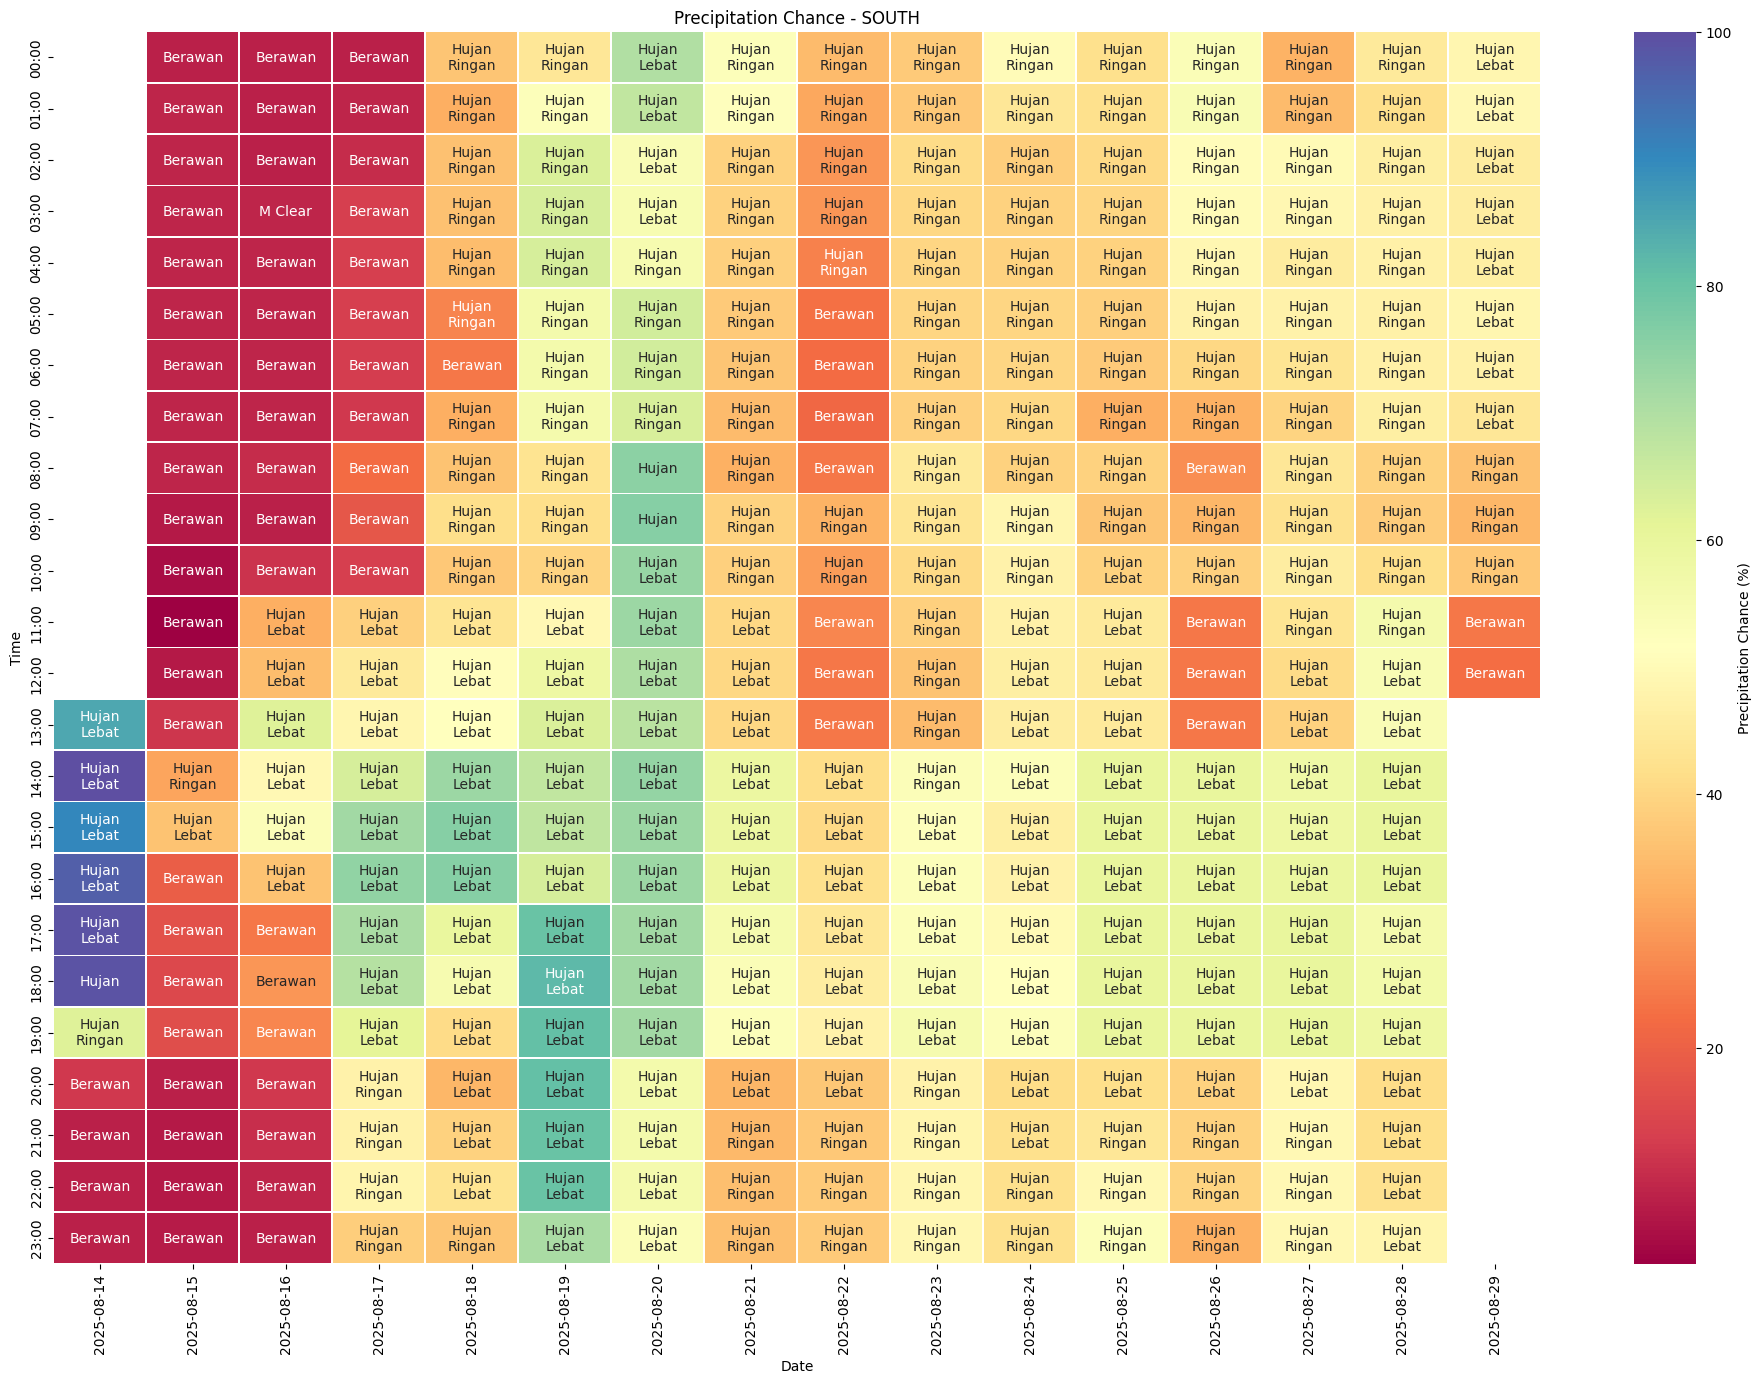 Precipitation Chance - SOUTH
00:00 Berawan Berawan Berawan Hujan Ringan Hujan Ringan Hujan Lebat Hujan Ringan Hujan Ringan Hujan Ringan Hujan Ringan Hujan Ringan Hujan Ringan Hujan Ringan Hujan Ringan Hujan Lebat
01:00 Berawan Berawan Berawan Hujan Ringan Hujan Ringan Hujan Lebat Hujan Ringan Hujan Ringan Hujan Ringan Hujan Ringan Hujan Ringan Hujan Ringan Hujan Ringan Hujan Ringan Hujan Lebat
02:00 Berawan Berawan Berawan Hujan Ringan Hujan Ringan Hujan Lebat Hujan Ringan Hujan Ringan Hujan Ringan Hujan Ringan Hujan Ringan Hujan Ringan Hujan Ringan Hujan Ringan Hujan Lebat
03:00 Berawan M Clear Berawan Hujan Ringan Hujan Ringan Hujan Lebat Hujan Ringan Hujan Ringan Hujan Ringan Hujan Ringan Hujan Ringan Hujan Ringan Hujan Ringan Hujan Ringan Hujan Lebat
04:00 Berawan Berawan Berawan Hujan Ringan Hujan Ringan Hujan Ringan Hujan Ringan Hujan Ringan Hujan Ringan Hujan Ringan Hujan Ringan Hujan Ringan Hujan Ringan Hujan Ringan Hujan Lebat
05:00 Berawan Berawan Berawan Hujan Ringan Hujan Ringan Hujan Ringan Hujan Ringan Berawan Hujan Ringan Hujan Ringan Hujan Ringan Hujan Ringan Hujan Ringan Hujan Ringan Hujan Lebat
06:00 Berawan Berawan Berawan Berawan Hujan Ringan Hujan Ringan Hujan Ringan Berawan Hujan Ringan Hujan Ringan Hujan Ringan Hujan Ringan Hujan Ringan Hujan Ringan Hujan Lebat
07:00 Berawan Berawan Berawan Hujan Ringan Hujan Ringan Hujan Ringan Hujan Ringan Berawan Hujan Ringan Hujan Ringan Hujan Ringan Hujan Ringan Hujan Ringan Hujan Ringan Hujan Lebat
08:00 Berawan Berawan Berawan Hujan Ringan Hujan Ringan Hujan Hujan Ringan Berawan Hujan Ringan Hujan Ringan Hujan Ringan Berawan Hujan Ringan Hujan Ringan Hujan Ringan
09:00 Berawan Berawan Berawan Hujan Ringan Hujan Ringan Hujan Hujan Ringan Hujan Ringan Hujan Ringan Hujan Ringan Hujan Ringan Hujan Ringan Hujan Ringan Hujan Ringan Hujan Ringan
10:00 Berawan Berawan Berawan Hujan Ringan Hujan Ringan Hujan Lebat Hujan Ringan Hujan Ringan Hujan Ringan Hujan Ringan Hujan Lebat Hujan Ringan Hujan Ringan Hujan Ringan Hujan Ringan
11:00 Berawan Hujan Lebat Hujan Lebat Hujan Lebat Hujan Lebat Hujan Lebat Hujan Lebat Berawan Hujan Ringan Hujan Lebat Hujan Lebat Berawan Hujan Ringan Hujan Ringan Berawan
12:00 Berawan Hujan Lebat Hujan Lebat Hujan Lebat Hujan Lebat Hujan Lebat Hujan Lebat Berawan Hujan Ringan Hujan Lebat Hujan Lebat Berawan Hujan Lebat Hujan Lebat Berawan
13:00 Hujan Lebat Berawan Hujan Lebat Hujan Lebat Hujan Lebat Hujan Lebat Hujan Lebat Hujan Lebat Berawan Hujan Ringan Hujan Lebat Hujan Lebat Berawan Hujan Lebat Hujan Lebat
14:00 Hujan Lebat Hujan Ringan Hujan Lebat Hujan Lebat Hujan Lebat Hujan Lebat Hujan Lebat Hujan Lebat Hujan Lebat Hujan Ringan Hujan Lebat Hujan Lebat Hujan Lebat Hujan Lebat Hujan Lebat
15:00 Hujan Lebat Hujan Lebat Hujan Lebat Hujan Lebat Hujan Lebat Hujan Lebat Hujan Lebat Hujan Lebat Hujan Lebat Hujan Lebat Hujan Lebat Hujan Lebat Hujan Lebat Hujan Lebat Hujan Lebat
16:00 Hujan Lebat Berawan Hujan Lebat Hujan Lebat Hujan Lebat Hujan Lebat Hujan Lebat Hujan Lebat Hujan Lebat Hujan Lebat Hujan Lebat Hujan Lebat Hujan Lebat Hujan Lebat Hujan Lebat
17:00 Hujan Lebat Berawan Berawan Hujan Lebat Hujan Lebat Hujan Lebat Hujan Lebat Hujan Lebat Hujan Lebat Hujan Lebat Hujan Lebat Hujan Lebat Hujan Lebat Hujan Lebat Hujan Lebat
18:00 Hujan Berawan Berawan Hujan Lebat Hujan Lebat Hujan Lebat Hujan Lebat Hujan Lebat Hujan Lebat Hujan Lebat Hujan Lebat Hujan Lebat Hujan Lebat Hujan Lebat Hujan Lebat
19:00 Hujan Ringan Berawan Berawan Hujan Lebat Hujan Lebat Hujan Lebat Hujan Lebat Hujan Lebat Hujan Lebat Hujan Lebat Hujan Lebat Hujan Lebat Hujan Lebat Hujan Lebat Hujan Lebat
20:00 Berawan Berawan Berawan Hujan Ringan Hujan Lebat Hujan Lebat Hujan Lebat Hujan Lebat Hujan Lebat Hujan Ringan Hujan Lebat Hujan Lebat Hujan Lebat Hujan Lebat Hujan Lebat
21:00 Berawan Berawan Berawan Hujan Ringan Hujan Lebat Hujan Lebat Hujan Lebat Hujan Ringan Hujan Ringan Hujan Ringan Hujan Lebat Hujan Ringan Hujan Ringan Hujan Ringan Hujan Lebat
22:00 Berawan Berawan Berawan Hujan Ringan Hujan Lebat Hujan Lebat Hujan Lebat Hujan Ringan Hujan Ringan Hujan Ringan Hujan Ringan Hujan Ringan Hujan Ringan Hujan Ringan Hujan Lebat
23:00 Berawan Berawan Berawan Hujan Ringan Hujan Ringan Hujan Lebat Hujan Lebat Hujan Ringan Hujan Ringan Hujan Ringan Hujan Ringan Hujan Ringan Hujan Ringan Hujan Ringan Hujan Lebat
Time
2025-08-14 2025-08-15 2025-08-16 2025-08-17 2025-08-18 2025-08-19 2025-08-20 2025-08-21 2025-08-22 2025-08-23 2025-08-24 2025-08-25 2025-08-26 2025-08-27 2025-08-28 2025-08-29
Date
100
80
60
40
20
Precipitation Chance (%)